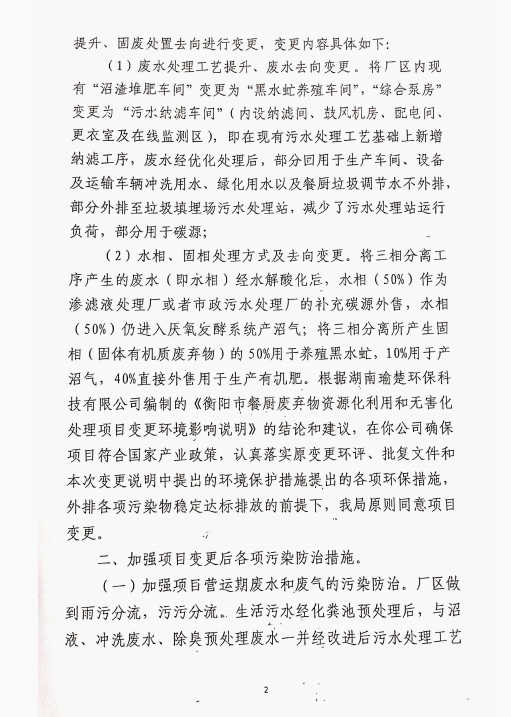 提升、固废处置去向进行变更，变更内容具体如下：
（1）废水处理工艺提升、废水去向变更。将厂区内现
有“沼渣堆肥车间”变更为“黑水虻养殖车间”，“综合泵房”
变更为“污水纳滤车间”（内设纳滤间、鼓风机房、配电间、
更衣室及在线监测区），即在现有污水处理工艺基础上新增
纳滤工序，废水经优化处理后，部分回用于生产车间、设备
及运输车辆冲洗用水、绿化用水以及餐厨垃圾调节水不外排，
部分外排至垃圾填埋场污水处理站，减少了污水处理站运行
负荷，部分用于碳源；
（2）水相、固相处理方式及去向变更。将三相分离工
序产生的废水（即水相）经水解酸化后，水相（50%）作为
渗滤液处理厂或者市政污水处理厂的补充碳源外售，水相
（50%）仍进入厌氧发酵系统产沼气；将三相分离所产生固
相（固体有机质废弃物）的 50%用于养殖黑水虻，10%用于产
沼气，40%直接外售用于生产有机肥。根据湖南瑜楚环保科
技有限公司编制的《衡阳市餐厨废弃物资源化利用和无害化
处理项目变更环境影响说明》的结论和建议，在你公司确保
项目符合国家产业政策，认真落实原变更环评、批复文件和
本次变更说明中提出的环境保护措施提出的各项环保措施，
外排各项污染物稳定达标排放的前提下，我局原则同意项目
变更。
二、加强项目变更后各项污染防治措施。
（一）加强项目营运期废水和废气的污染防治。厂区做
到雨污分流，污污分流。生活污水经化粪池预处理后，与沼
液、冲洗废水、除臭预处理废水一并经改进后污水处理工艺
2